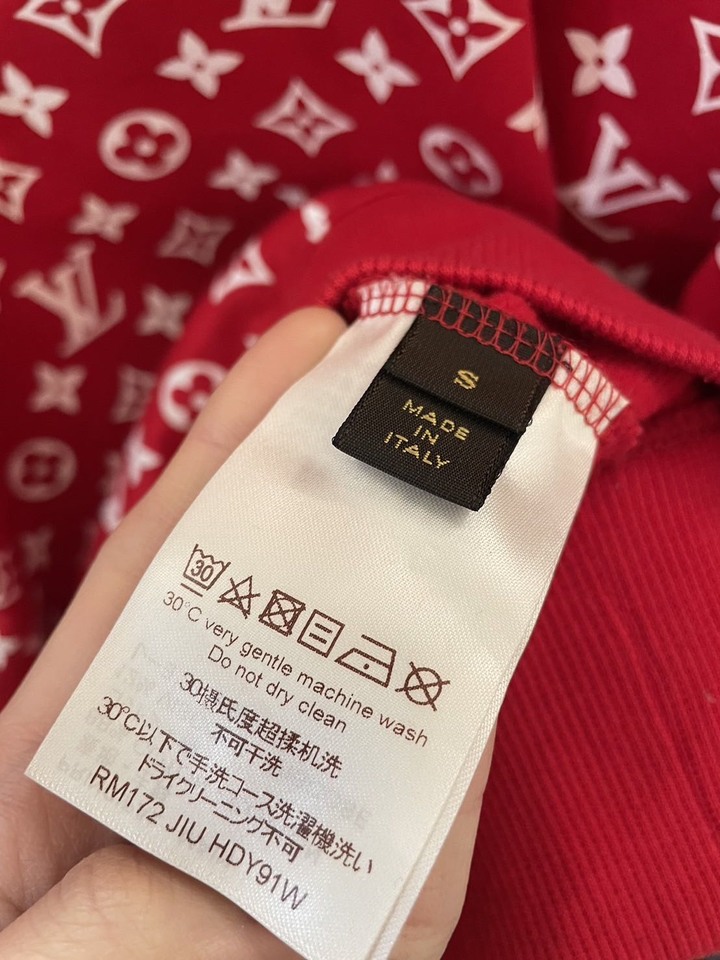 S
MADE
IN
ITALY
30
30°C very gentle machine wash
Do not dry clean
30摄氏度超揉机洗
不可干洗
30℃以下で手洗コース洗濯機洗い
ドライクリーニング不可
RM172 JIU HDY91W